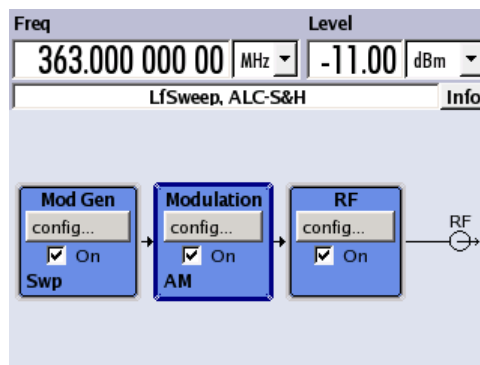 Freq Level
363.000 000 00 MHz -11.00 dBm
LfSweep, ALC-S&H Info
Mod Gen Modulation RF
config... config... config... RF
On On On
Swp AM